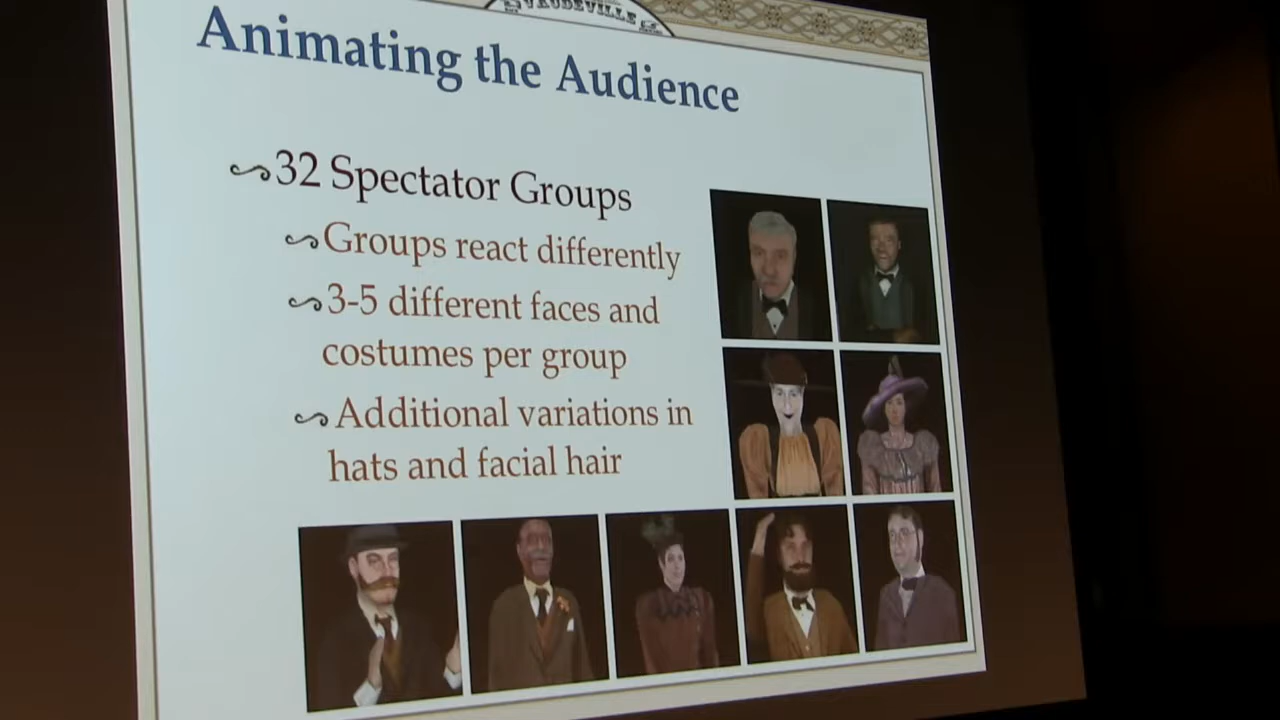 VAUDEVILLE
Animating the Audience
32 Spectator Groups
Groups react differently
3-5 different faces and
costumes per group
Additional variations in
hats and facial hair